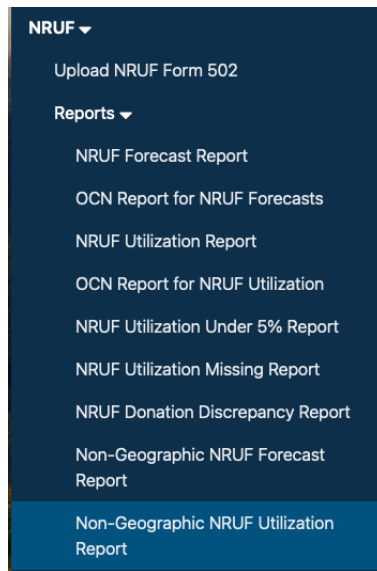 NRUF
Upload NRUF Form 502
Reports
NRUF Forecast Report
OCN Report for NRUF Forecasts
NRUF Utilization Report
OCN Report for NRUF Utilization
NRUF Utilization Under 5% Report
NRUF Utilization Missing Report
NRUF Donation Discrepancy Report
Non-Geographic NRUF Forecast
Report
Non-Geographic NRUF Utilization
Report